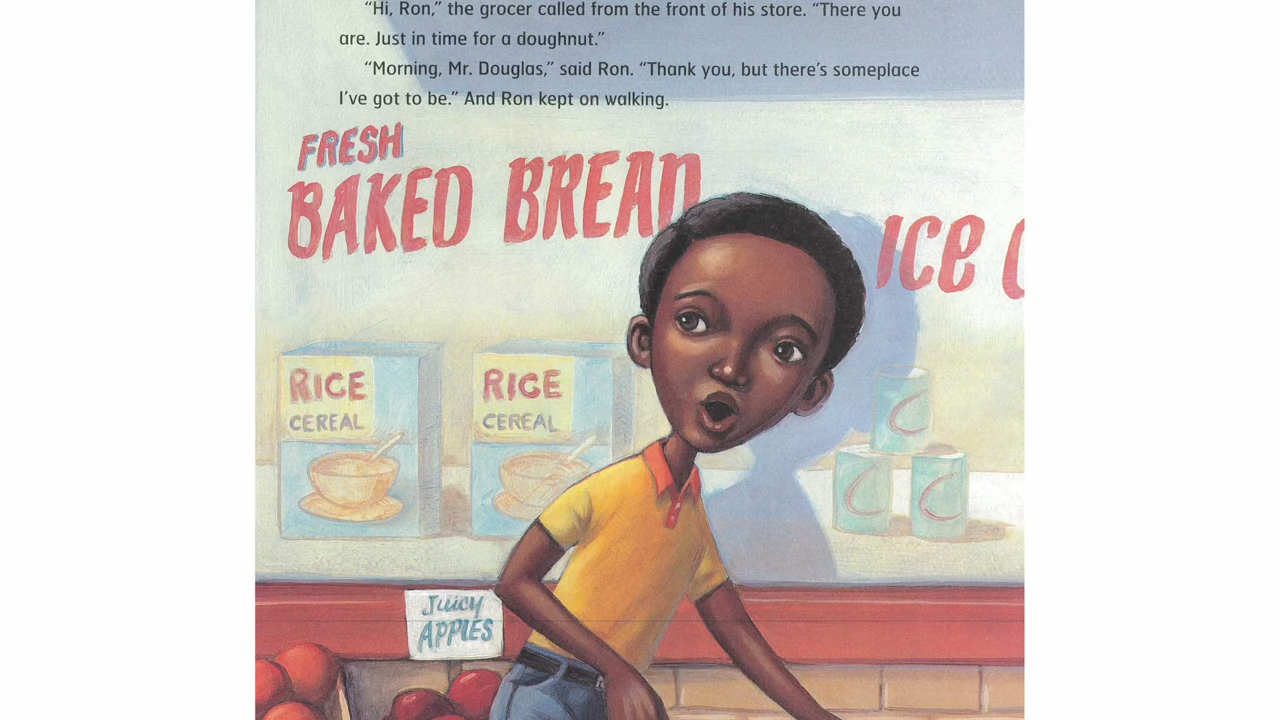 “Hi, Ron,” the grocer called from the front of his store. “There you
are. Just in time for a doughnut.”
“Morning, Mr. Douglas,” said Ron. “Thank you, but there’s someplace
I’ve got to be.” And Ron kept on walking.
FRESH
BAKED BREAD
ICE C
RICE
CEREAL
RICE
CEREAL
Juicy
APPLES